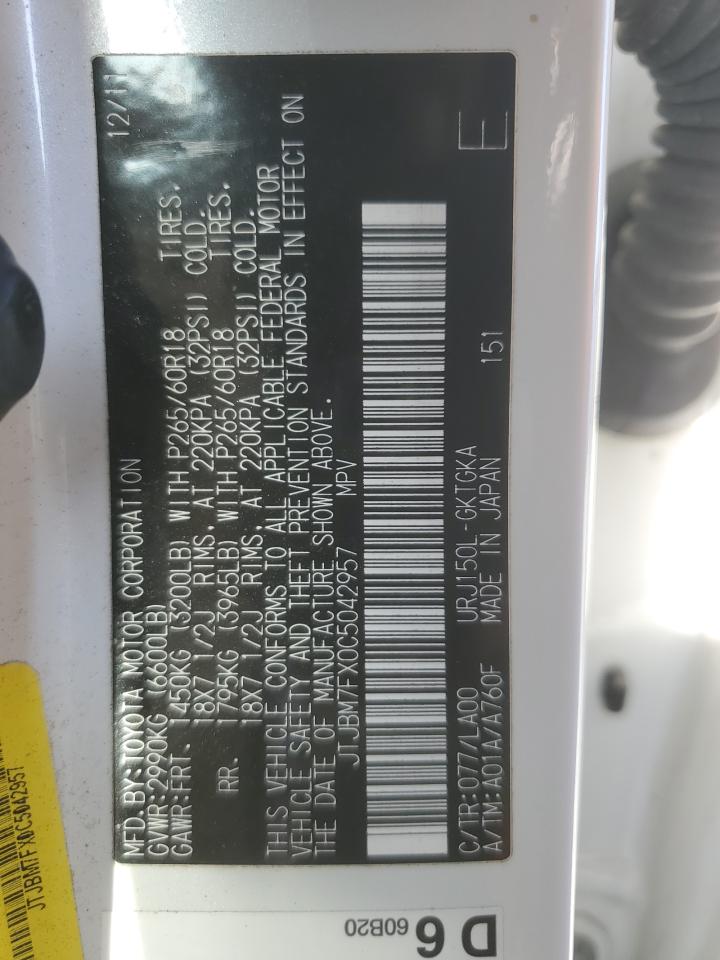 MFD. BY: TOYOTA MOTOR CORPORATION 12/11
GVWR: 2990KG (6600LB)
GAWR: FRT. 1450KG (3200LB) WITH P265/60R18 TIRES.
18X7 1/2J RIMS, AT 220KPA (32PSI) COLD.
RR. 1795KG (3965LB) WITH P265/60R18 TIRES.
18X7 1/2J RIMS, AT 220KPA (32PSI) COLD.
THIS VEHICLE CONFORMS TO ALL APPLICABLE FEDERAL MOTOR
VEHICLE SAFETY AND THEFT PREVENTION STANDARDS IN EFFECT ON
THE DATE OF MANUFACTURE SHOWN ABOVE.
JTJBM7FX0C5042957 MPV
C/TR: 077/LA00 URJ150L-GKTGKA
A/TM: A01A/A760F MADE IN JAPAN 151 E
JTJBM7FX0C5042957
D 6 60B20